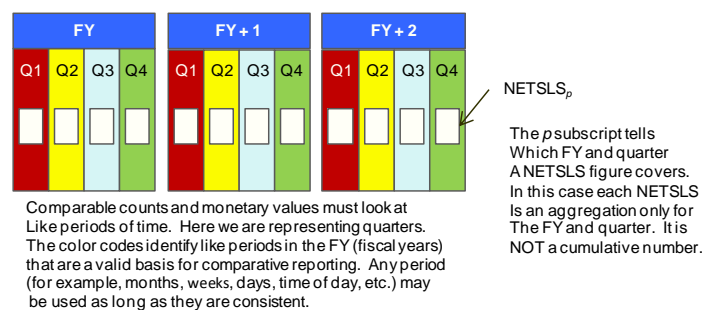 FY
FY + 1
FY + 2
Q1 Q2 Q3 Q4
Q1 Q2 Q3 Q4
Q1 Q2 Q3 Q4
NETSLSp
The p subscript tells
Which FY and quarter
A NETSLS figure covers.
In this case each NETSLS
Is an aggregation only for
The FY and quarter. It is
NOT a cumulative number.
Comparable counts and monetary values must look at
Like periods of time. Here we are representing quarters.
The color codes identify like periods in the FY (fiscal years)
that are a valid basis for comparative reporting. Any period
(for example, months, weeks, days, time of day, etc.) may
be used as long as they are consistent.